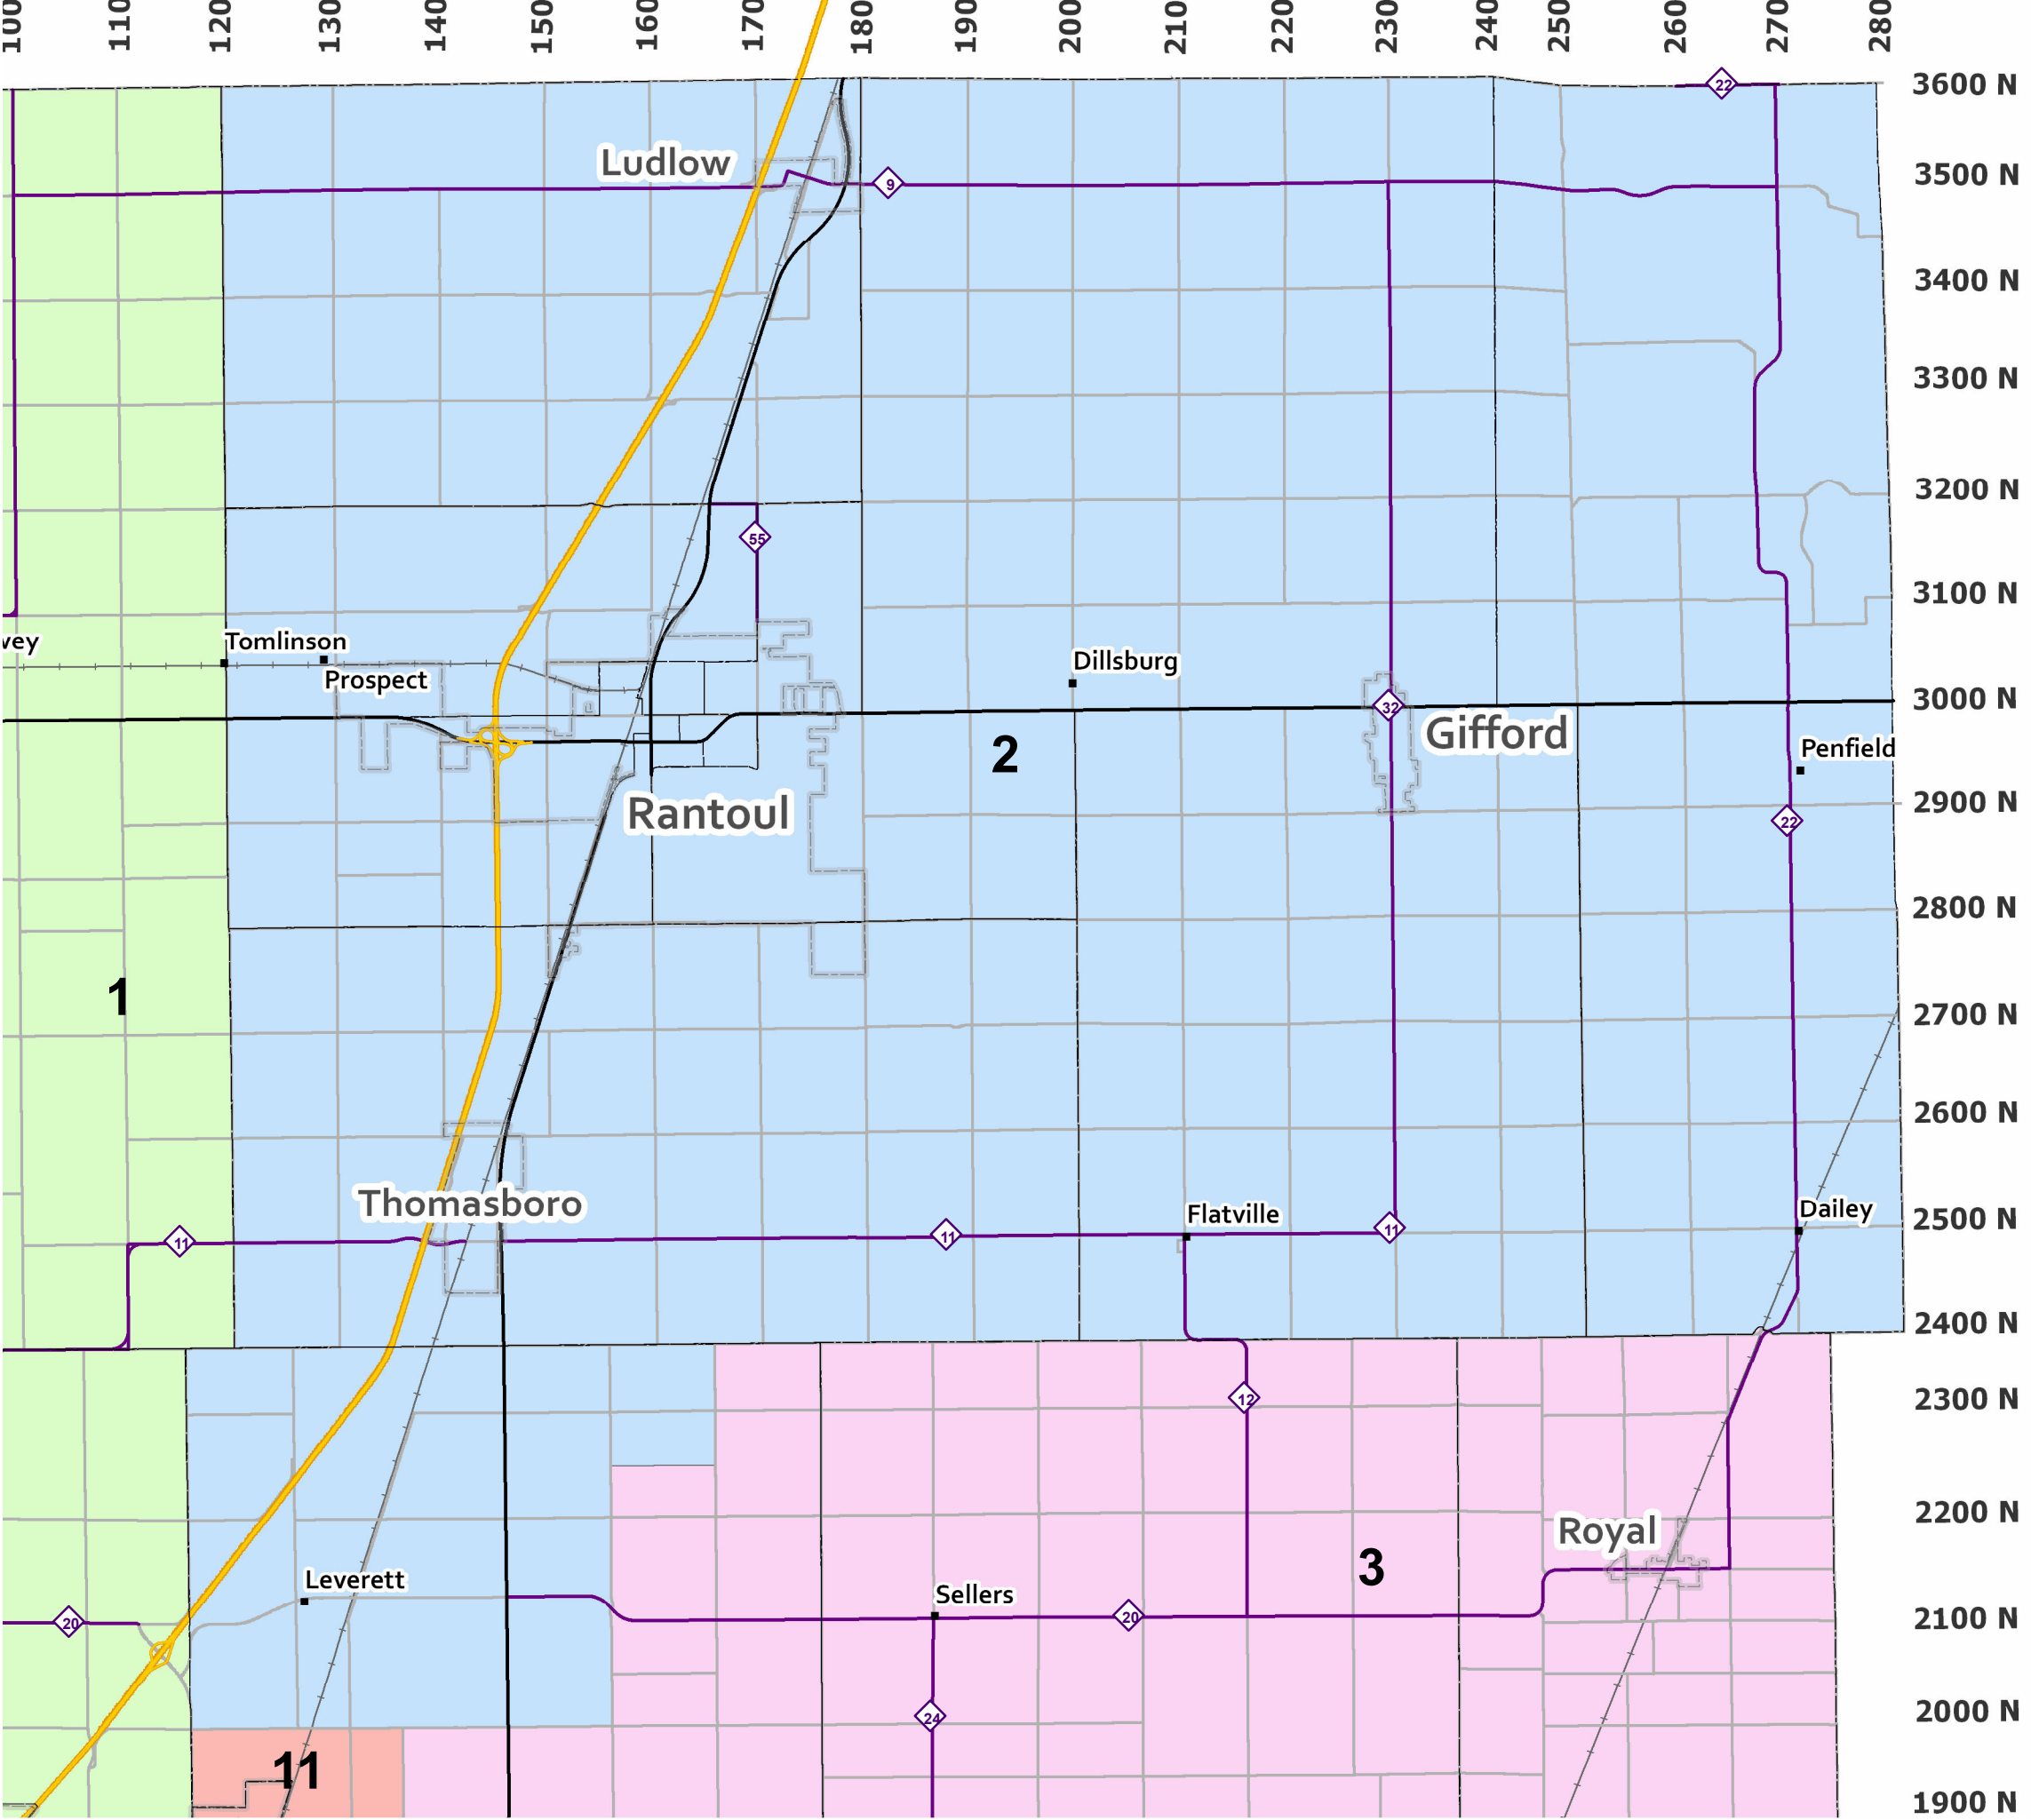 100
110
120
130
140
150
160
170
180
190
200
210
220
230
240
250
260
270
280
22
3600 N
Ludlow
9
3500 N
3400 N
3300 N
3200 N
55
3100 N
vey
Tomlinson
Prospect
Dillsburg
32
3000 N
Gifford
2
Penfield
Rantoul
2900 N
22
2800 N
1
2700 N
2600 N
Thomasboro
Flatville
Dailey
2500 N
11
11
11
2400 N
12
2300 N
2200 N
Royal
3
Leverett
Sellers
20
20
2100 N
24
2000 N
11
1900 N